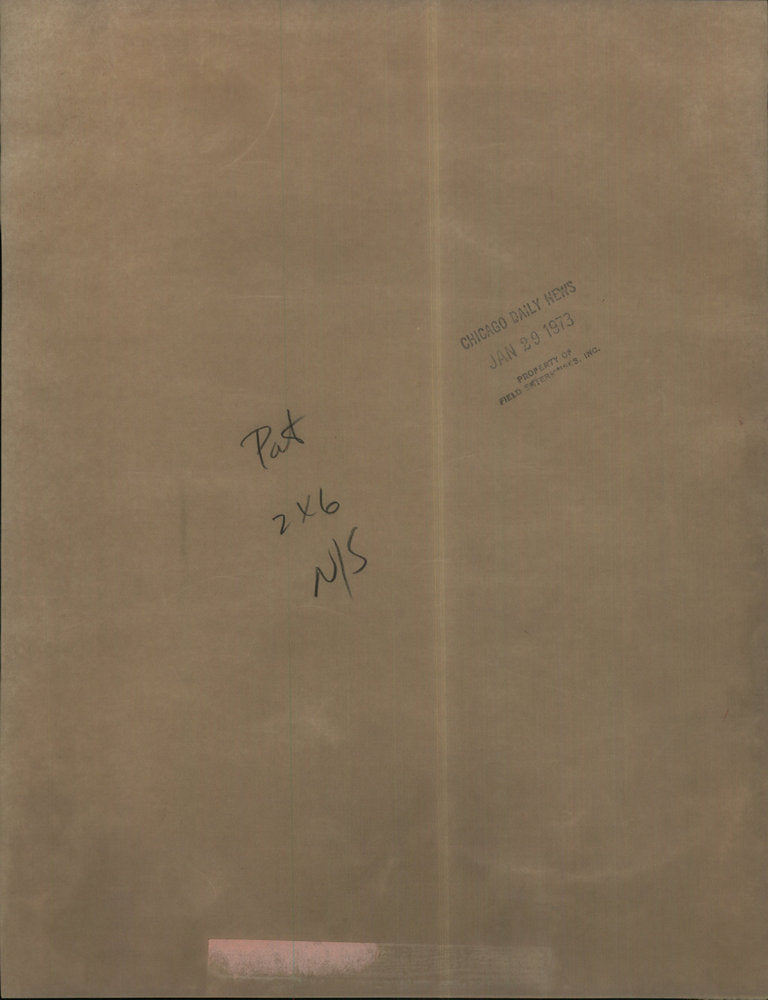 CHICAGO DAILY NEWS
JAN 29 1973
PROPERTY OF
FIELD ENTERPRISES, INC.
Pat
2x6
N/S